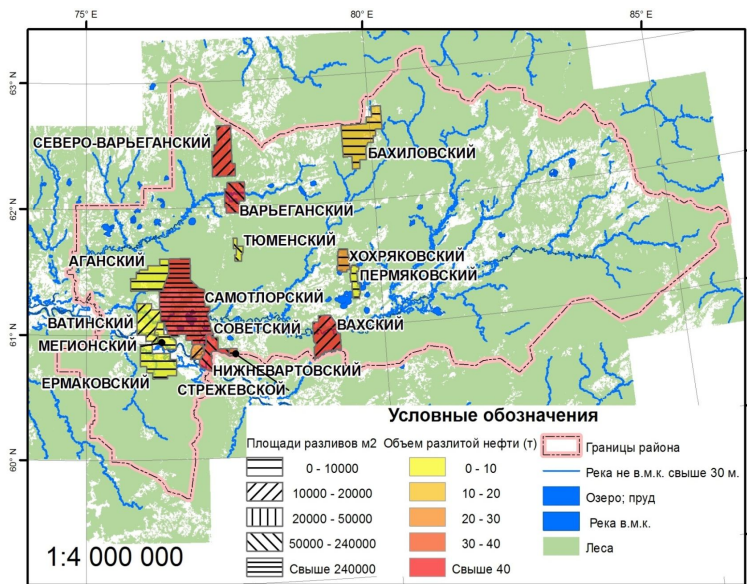 75° E
80° E
85° E
63° N
СЕВЕРО-ВАРЬЕГАНСКИЙ
БАХИЛОВСКИЙ
62° N
ВАРЬЕГАНСКИЙ
ТЮМЕНСКИЙ
АГАНСКИЙ
ХОХРЯКОВСКИЙ
ПЕРМЯКОВСКИЙ
САМОТЛОРСКИЙ
ВАТИНСКИЙ
СОВЕТСКИЙ
ВАХСКИЙ
61° N
МЕГИОНСКИЙ
НИЖНЕВАРТОВСКИЙ
ЕРМАКОВСКИЙ
СТРЕЖЕВСКОЙ
60° N
Условные обозначения
Площади разливов м2
Объем разлитой нефти (т)
Границы района
0 - 10000
0 - 10
Река не в.м.к. свыше 30 м.
10000 - 20000
10 - 20
Озеро; пруд
20000 - 50000
20 - 30
Река в.м.к.
50000 - 240000
30 - 40
Леса
Свыше 240000
Свыше 40
1:4 000 000